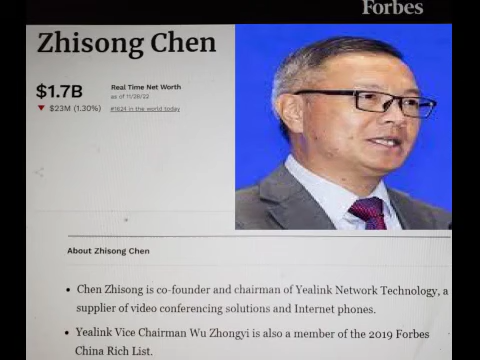 Forbes
Zhisong Chen
$1.7B
Real Time Net Worth
as of 11/28/22
$23M (1.30%)
#1624 in the world today
About Zhisong Chen
• Chen Zhisong is co-founder and chairman of Yealink Network Technology, a
supplier of video conferencing solutions and Internet phones.
• Yealink Vice Chairman Wu Zhongyi is also a member of the 2019 Forbes
China Rich List.